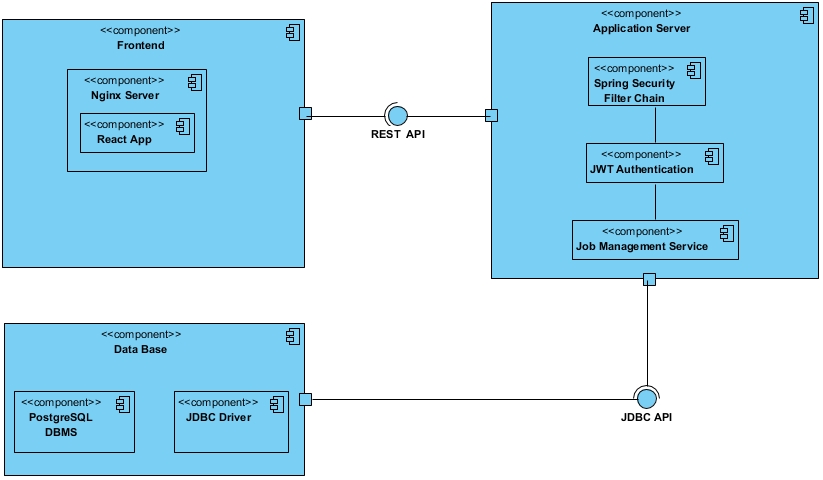 <<component>>
Frontend
<<component>>
Nginx Server
<<component>>
React App
REST API
<<component>>
Application Server
<<component>>
Spring Security
Filter Chain
<<component>>
JWT Authentication
<<component>>
Job Management Service
<<component>>
Data Base
<<component>>
PostgreSQL
DBMS
<<component>>
JDBC Driver
JDBC API